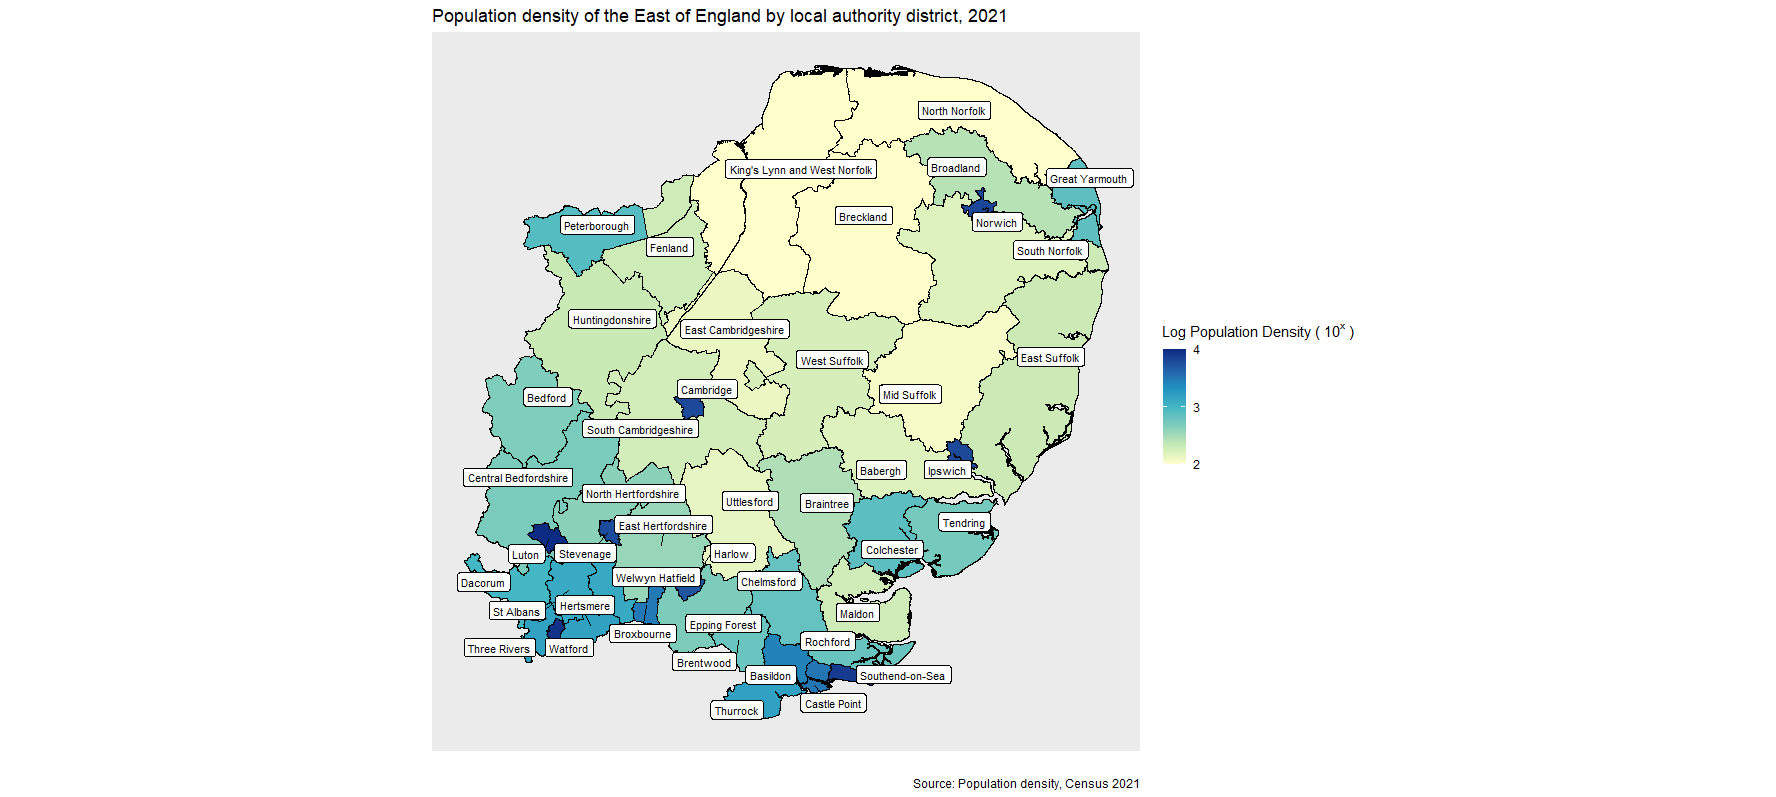 Population density of the East of England by local authority district, 2021
North Norfolk
Broadland
King's Lynn and West Norfolk
Great Yarmouth
Breckland
Norwich
Peterborough
Fenland
South Norfolk
Huntingdonshire
East Cambridgeshire
West Suffolk
East Suffolk
Cambridge
Mid Suffolk
Bedford
South Cambridgeshire
Central Bedfordshire
Babergh
Ipswich
North Hertfordshire
Uttlesford
Braintree
East Hertfordshire
Tendring
Luton
Stevenage
Harlow
Colchester
Dacorum
Welwyn Hatfield
Chelmsford
St Albans
Hertsmere
Maldon
Epping Forest
Broxbourne
Rochford
Three Rivers
Watford
Brentwood
Basildon
Southend-on-Sea
Castle Point
Thurrock
Log Population Density ( 10x )
4
3
2
Source: Population density, Census 2021